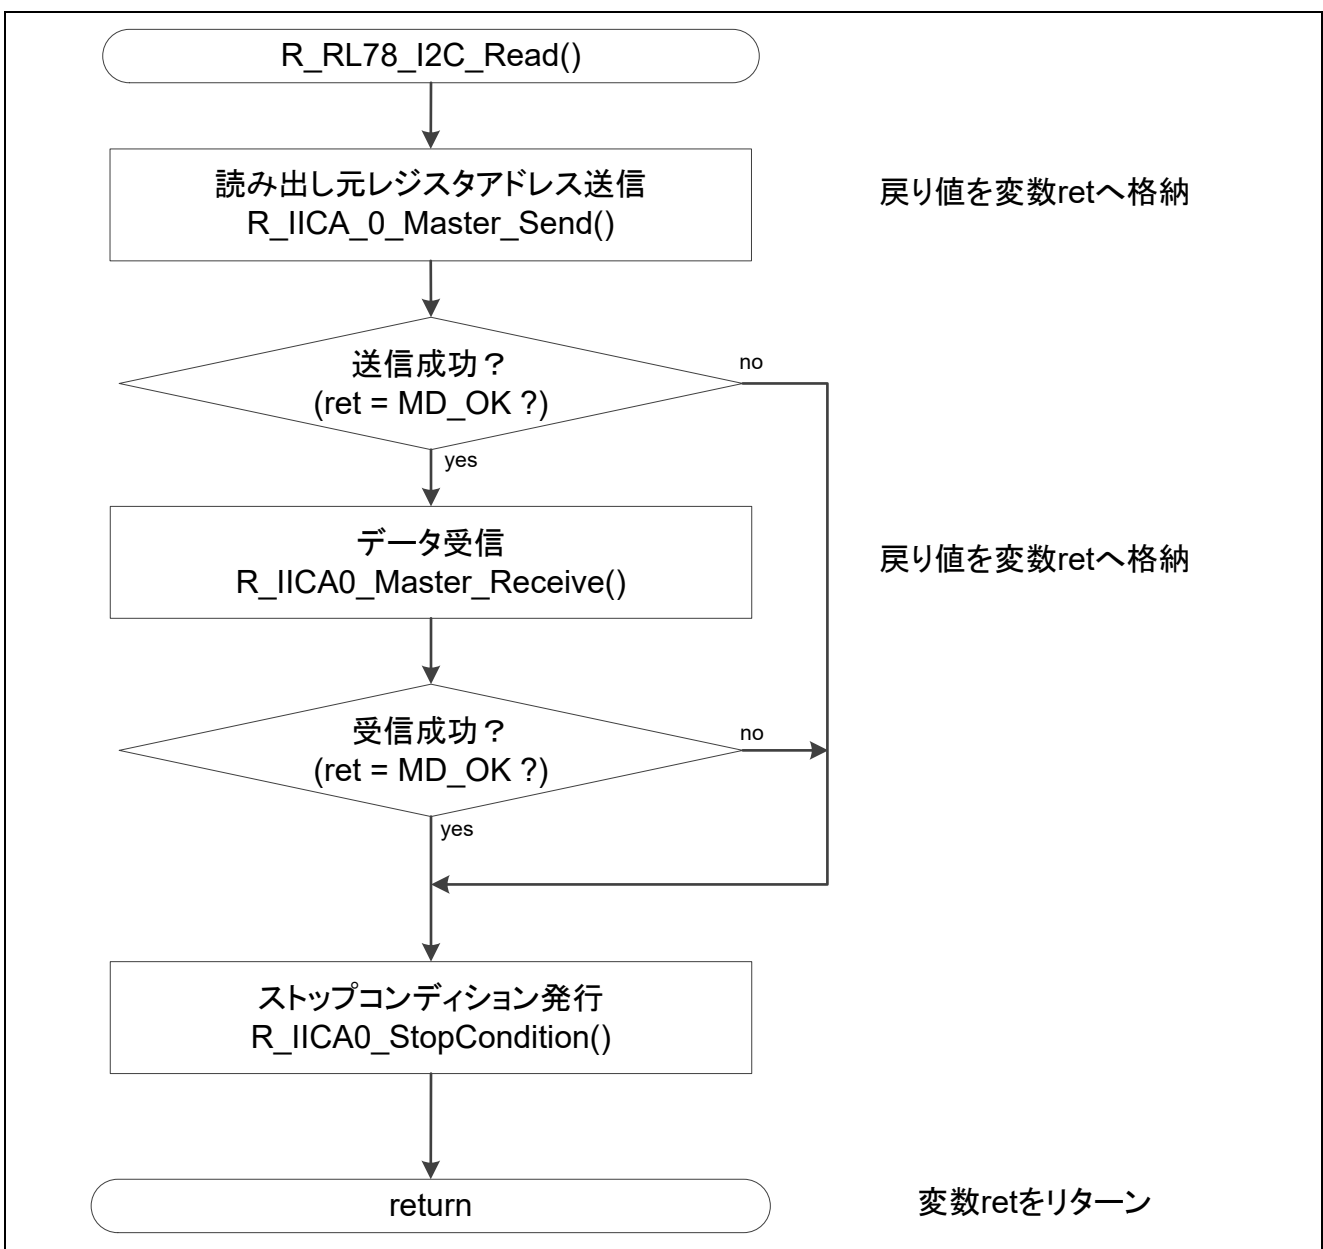 R_RL78_I2C_Read()
読み出し元レジスタアドレス送信
R_IICA_0_Master_Send()
戻り値を変数retへ格納
送信成功？
(ret = MD_OK ?)
no
yes
データ受信
R_IICA0_Master_Receive()
戻り値を変数retへ格納
受信成功？
(ret = MD_OK ?)
no
yes
ストップコンディション発行
R_IICA0_StopCondition()
return
変数retをリターン